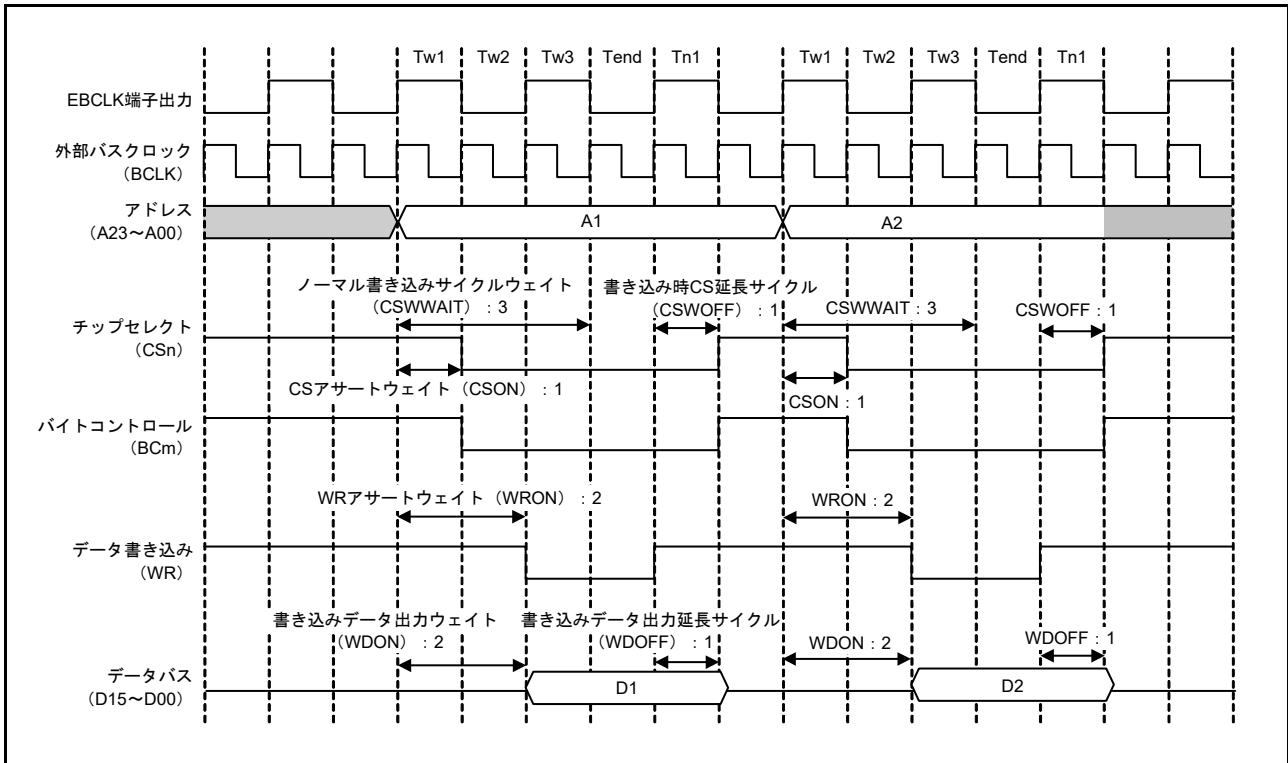 Tw1 Tw2 Tw3 Tend Tn1 Tw1 Tw2 Tw3 Tend Tn1
EBCLK端子出力
外部バスクロック
（BCLK）
アドレス
（A23～A00）
A1
A2
ノーマル書き込みサイクルウェイト
（CSWWAIT）：3
書き込み時CS延長サイクル
（CSWOFF）：1
CSWWAIT：3
CSWOFF：1
チップセレクト
（CSn）
CSアサートウェイト（CSON）：1
CSON：1
バイトコントロール
（BCm）
WRアサートウェイト（WRON）：2
WRON：2
データ書き込み
（WR）
書き込みデータ出力ウェイト
（WDON）：2
書き込みデータ出力延長サイクル
（WDOFF）：1
WDON：2
WDOFF：1
データバス
（D15～D00）
D1
D2